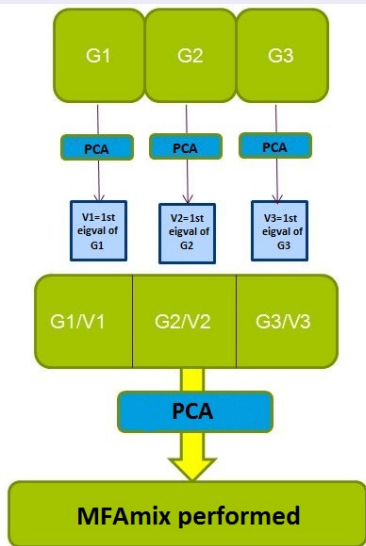 G1 G2 G3
PCA PCA PCA
V1=1st V2=1st V3=1st
eigval of eigval of eigval of
G1 G2 G3
G1/V1 G2/V2 G3/V3
PCA
MFAmix performed